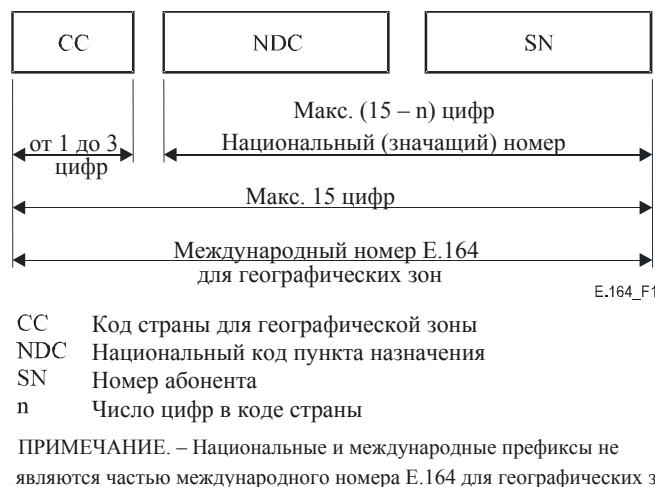 CC NDC SN
Макс. (15 – n) цифр
от 1 до 3 Национальный (значащий) номер
цифр
Макс. 15 цифр
Международный номер E.164
для географических зон
E.164_F1
CC Код страны для географической зоны
NDC Национальный код пункта назначения
SN Номер абонента
n Число цифр в коде страны
ПРИМЕЧАНИЕ. – Национальные и международные префиксы не
являются частью международного номера E.164 для географических